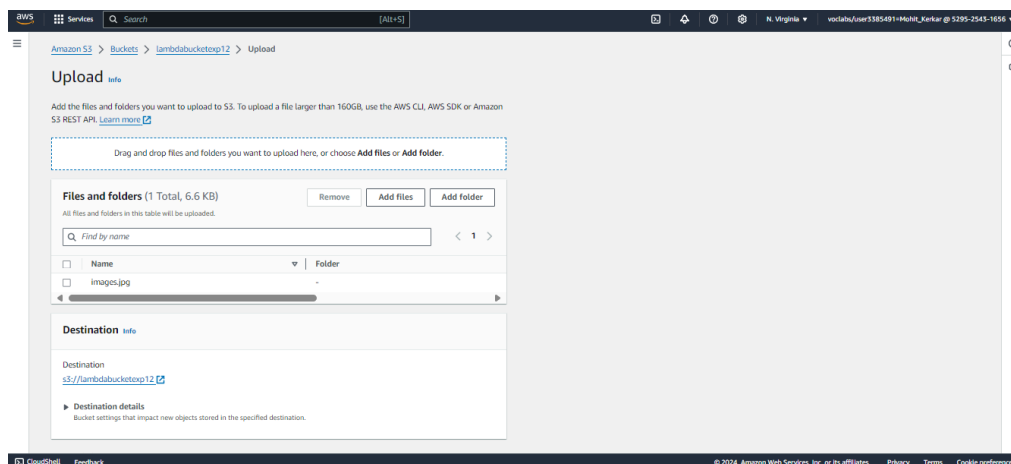 aws Services Search [Alt+S] N. Virginia voclabs/user3385491=Mohit_Kerkar @ 5295-2543-1656
Amazon S3 > Buckets > lambdabucketexp12 > Upload
Upload Info
Add the files and folders you want to upload to S3. To upload a file larger than 160GB, use the AWS CLI, AWS SDK or Amazon
S3 REST API. Learn more
Drag and drop files and folders you want to upload here, or choose Add files or Add folder.
Files and folders (1 Total, 6.6 KB) Remove Add files Add folder
All files and folders in this table will be uploaded.
Find by name < 1 >
Name Folder
images.jpg -
Destination Info
Destination
s3://lambdabucketexp12
Destination details
Bucket settings that impact new objects stored in the specified destination.
CloudShell Feedback © 2024, Amazon Web Services, Inc. or its affiliates. Privacy Terms Cookie preferences